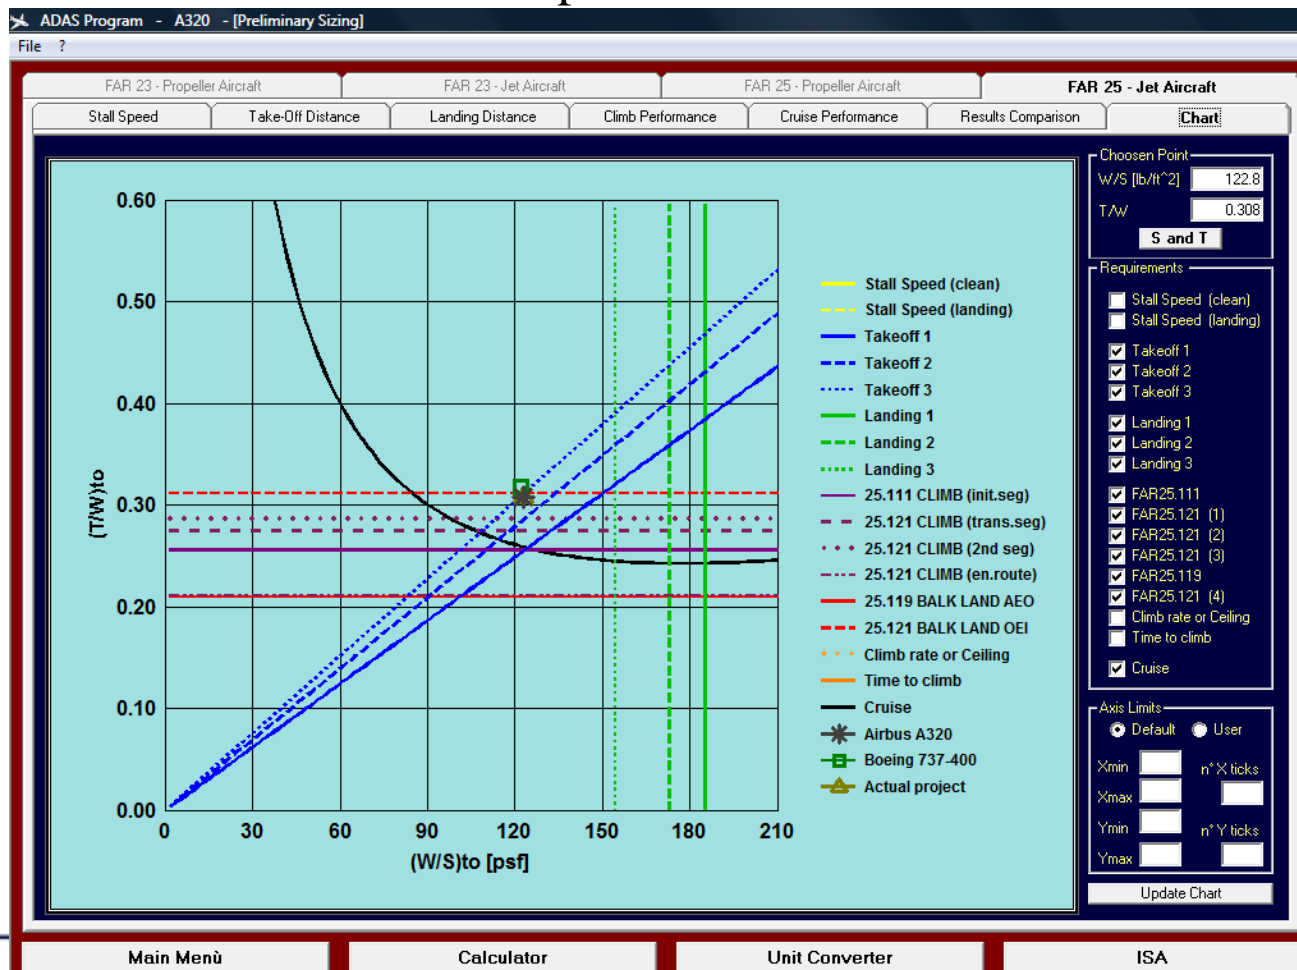 ADAS Program - A320 - [Preliminary Sizing]
File ?
FAR 23 - Propeller Aircraft
FAR 23 - Jet Aircraft
FAR 25 - Propeller Aircraft
FAR 25 - Jet Aircraft
Stall Speed
Take-Off Distance
Landing Distance
Climb Performance
Cruise Performance
Results Comparison
Chart
0.60
0.50
0.40
0.30
0.20
0.10
0.00
(T/W)to
0 30 60 90 120 150 180 210
(W/S)to [psf]
Stall Speed (clean)
Stall Speed (landing)
Takeoff 1
Takeoff 2
Takeoff 3
Landing 1
Landing 2
Landing 3
25.111 CLIMB (init.seg)
25.121 CLIMB (trans.seg)
25.121 CLIMB (2nd seg)
25.121 CLIMB (en.route)
25.119 BALK LAND AEO
25.121 BALK LAND OEI
Climb rate or Ceiling
Time to climb
Cruise
Airbus A320
Boeing 737-400
Actual project
Choosen Point
W/S [lb/ft^2] 122.8
T/W 0.308
S and T
Requirements
Stall Speed (clean)
Stall Speed (landing)
Takeoff 1
Takeoff 2
Takeoff 3
Landing 1
Landing 2
Landing 3
FAR25.111
FAR25.121 (1)
FAR25.121 (2)
FAR25.121 (3)
FAR25.119
FAR25.121 (4)
Climb rate or Ceiling
Time to climb
Cruise
Axis Limits
Default User
Xmin n° X ticks
Xmax
Ymin n° Y ticks
Ymax
Update Chart
Main Menù
Calculator
Unit Converter
ISA